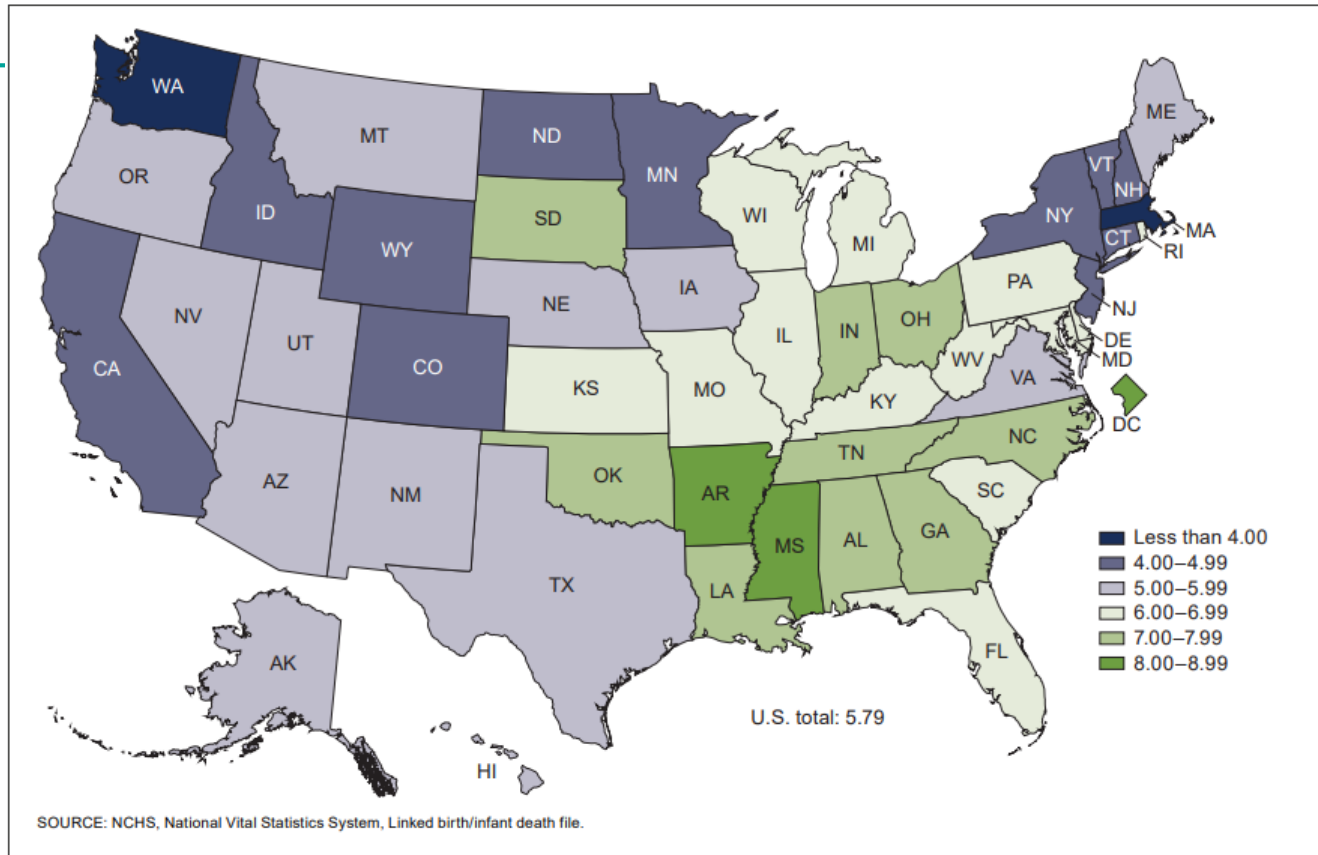 WA
MT
ND
MN
ME
OR
ID
SD
WI
VT
NH
NY
MI
MA
WY
CT
RI
IA
PA
NE
NV
NJ
OH
IL
IN
UT
DE
WV
MD
CA
CO
VA
KS
MO
KY
DC
NC
TN
OK
AZ
NM
AR
SC
GA
MS
AL
Less than 4.00
4.00–4.99
TX
5.00–5.99
LA
6.00–6.99
7.00–7.99
FL
8.00–8.99
AK
U.S. total: 5.79
HI
SOURCE: NCHS, National Vital Statistics System, Linked birth/infant death file.